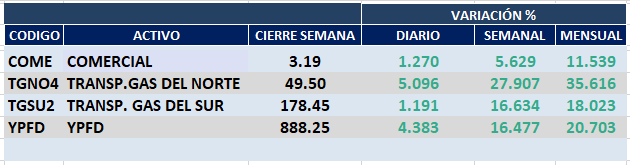 VARIACIÓN %
CODIGO ACTIVO CIERRE SEMANA DIARIO SEMANAL MENSUAL
COME COMERCIAL 3.19 1.270 5.629 11.539
TGNO4 TRANSP.GAS DEL NORTE 49.50 5.096 27.907 35.616
TGSU2 TRANSP. GAS DEL SUR 178.45 1.191 16.634 18.023
YPFD YPFD 888.25 4.383 16.477 20.703